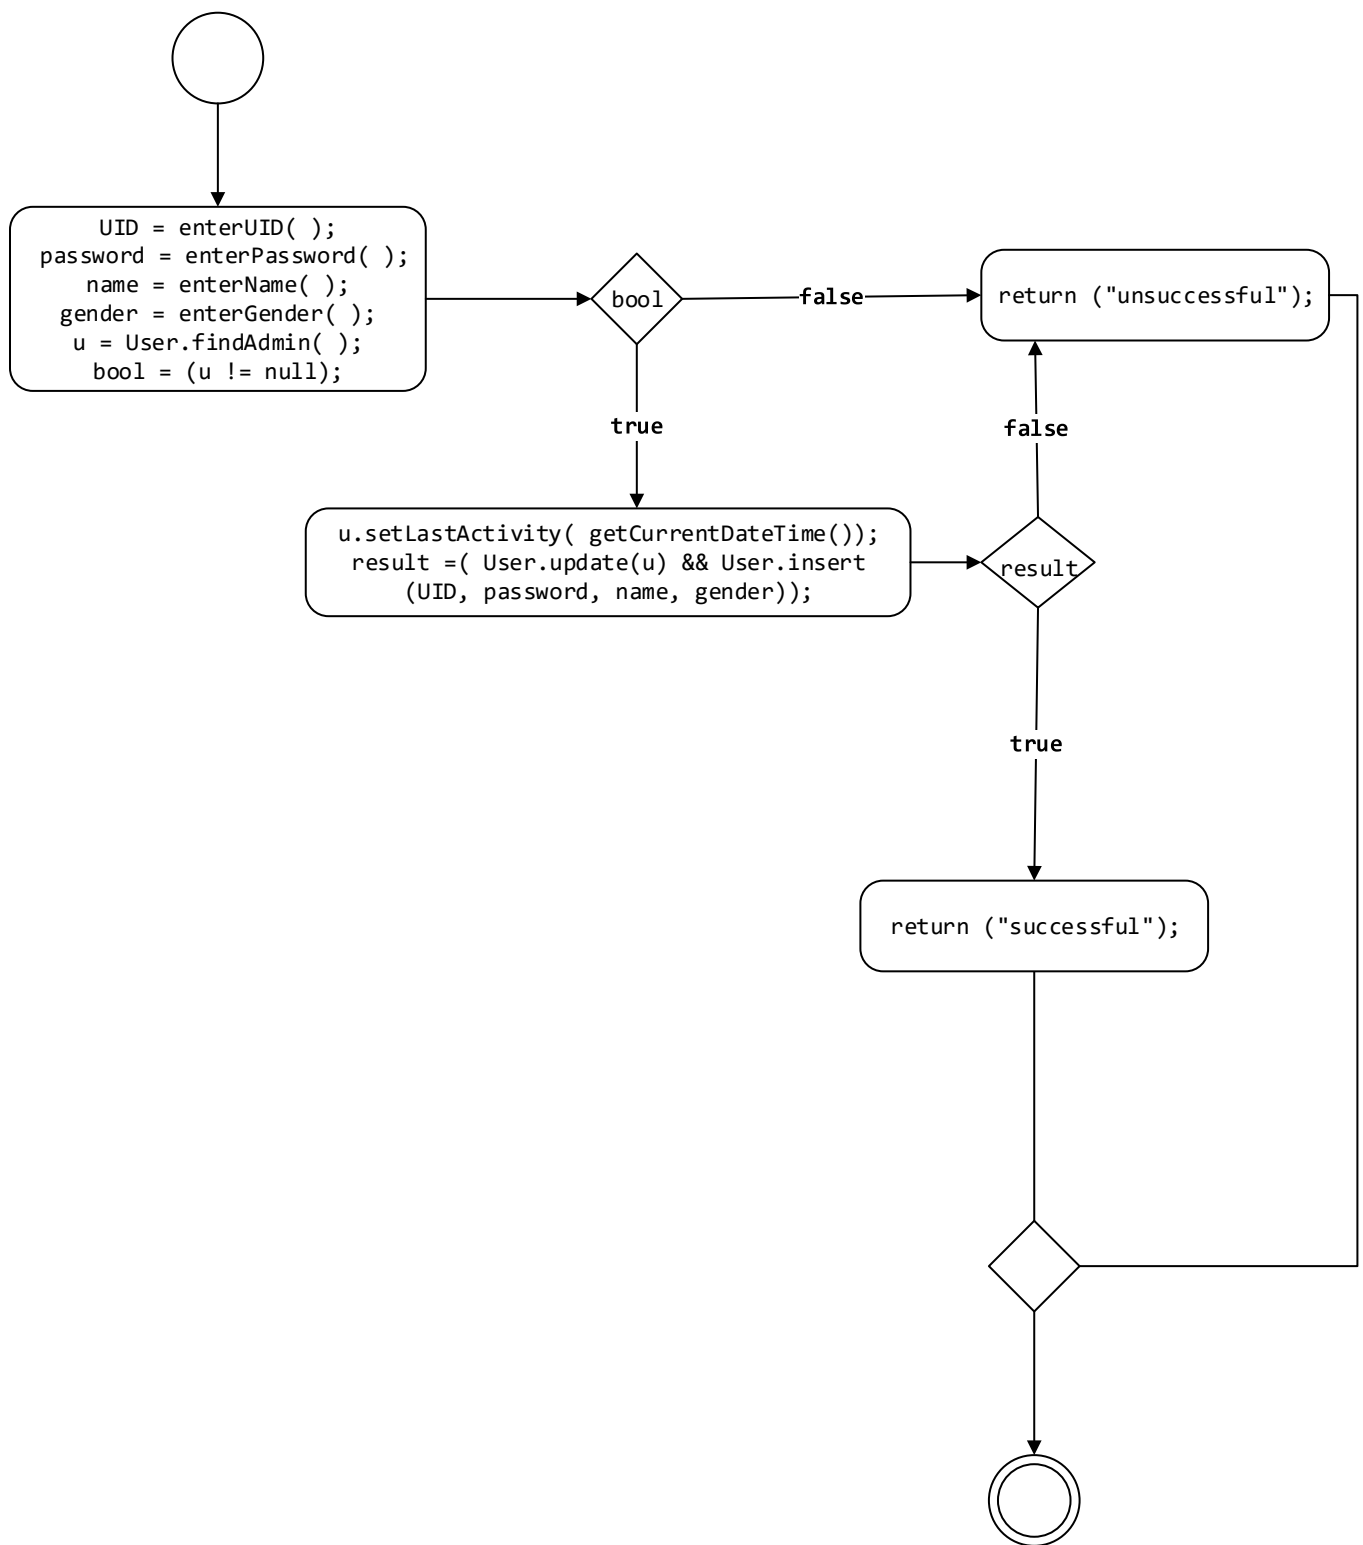 UID = enterUID( );
password = enterPassword( );
name = enterName( );
gender = enterGender( );
u = User.findAdmin( );
bool = (u != null);
bool
false
return ("unsuccessful");
true
false
u.setLastActivity( getCurrentDateTime());
result =( User.update(u) && User.insert
(UID, password, name, gender));
result
true
return ("successful");